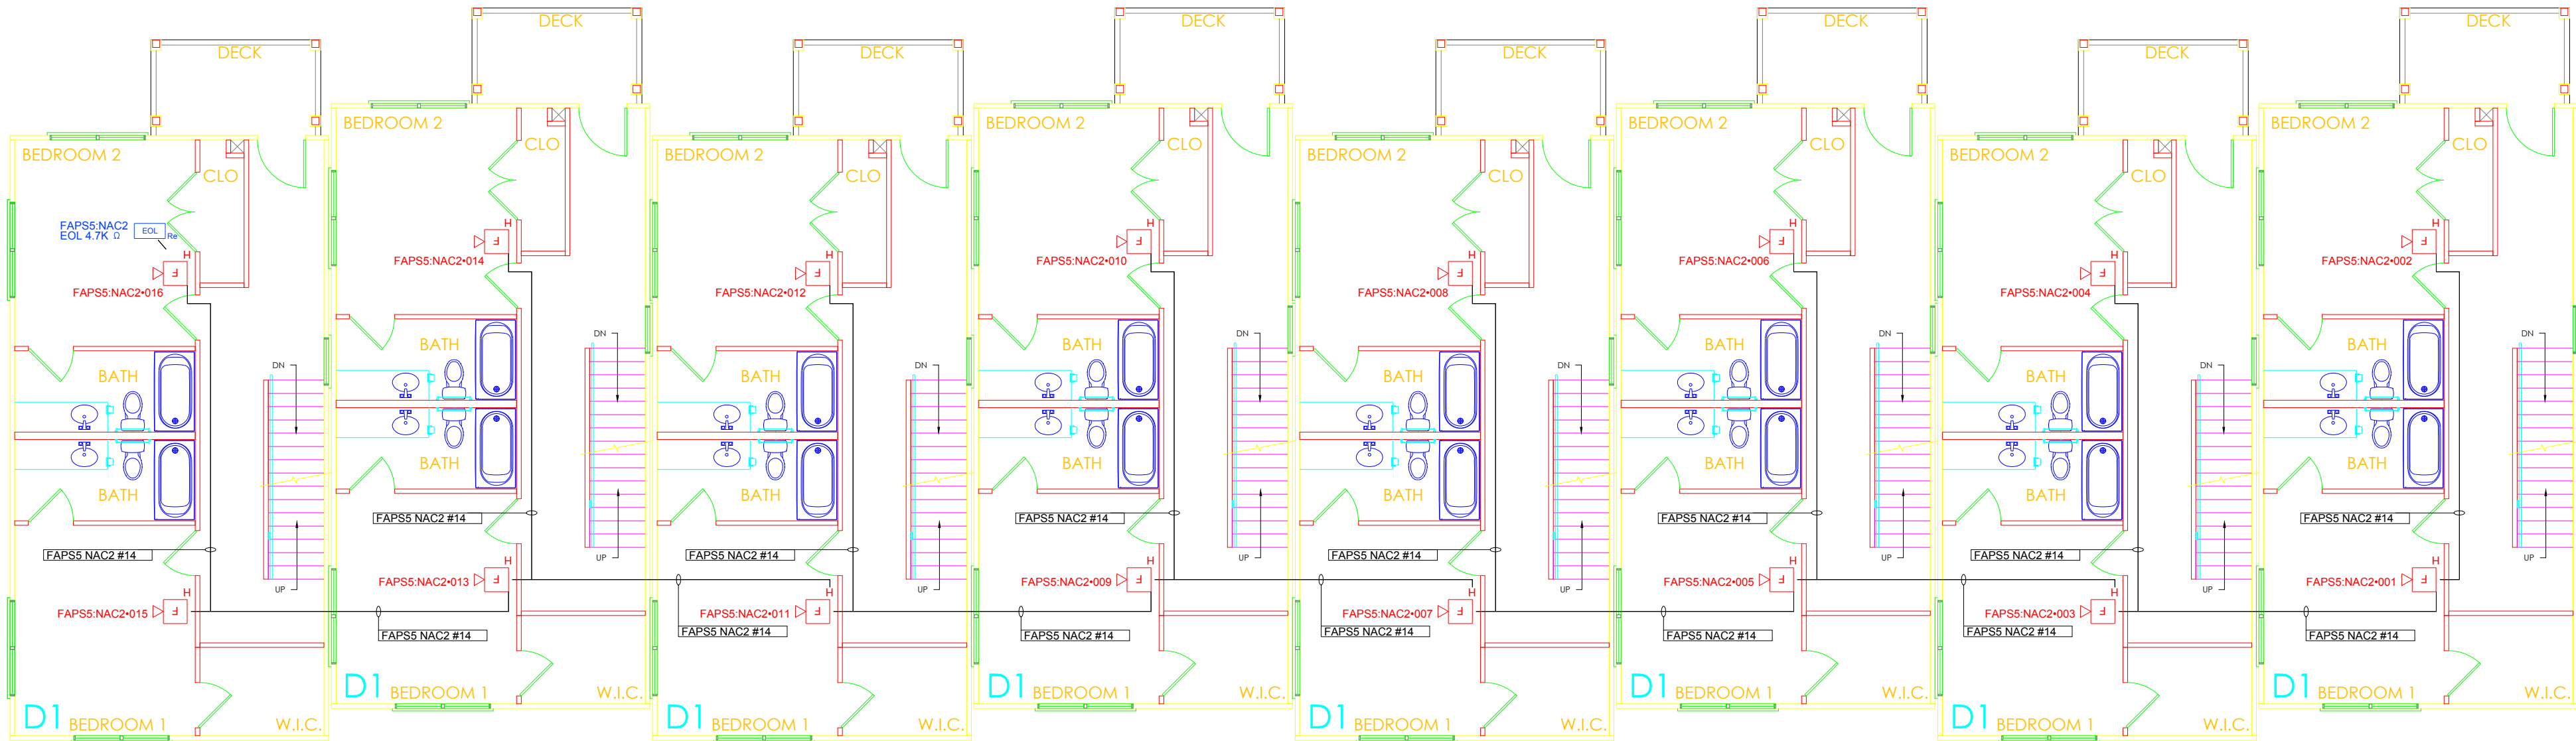 DECK
BEDROOM 2
CLO
FAPS5:NAC2
EOL 4.7K Ω
EOL
Re
H
F
FAPS5:NAC2•016
BATH
BATH
DN
UP
FAPS5 NAC2 #14
H
F
FAPS5:NAC2•015
FAPS5 NAC2 #14
D1
BEDROOM 1
W.I.C.
DECK
BEDROOM 2
CLO
H
F
FAPS5:NAC2•014
BATH
BATH
DN
UP
FAPS5 NAC2 #14
H
F
FAPS5:NAC2•013
FAPS5 NAC2 #14
D1
BEDROOM 1
W.I.C.
DECK
BEDROOM 2
CLO
H
F
FAPS5:NAC2•012
BATH
BATH
DN
UP
FAPS5 NAC2 #14
H
F
FAPS5:NAC2•011
FAPS5 NAC2 #14
D1
BEDROOM 1
W.I.C.
DECK
BEDROOM 2
CLO
H
F
FAPS5:NAC2•010
BATH
BATH
DN
UP
FAPS5 NAC2 #14
H
F
FAPS5:NAC2•009
FAPS5 NAC2 #14
D1
BEDROOM 1
W.I.C.
DECK
BEDROOM 2
CLO
H
F
FAPS5:NAC2•008
BATH
BATH
DN
UP
FAPS5 NAC2 #14
H
F
FAPS5:NAC2•007
FAPS5 NAC2 #14
D1
BEDROOM 1
W.I.C.
DECK
BEDROOM 2
CLO
H
F
FAPS5:NAC2•006
BATH
BATH
DN
UP
FAPS5 NAC2 #14
H
F
FAPS5:NAC2•005
FAPS5 NAC2 #14
D1
BEDROOM 1
W.I.C.
DECK
BEDROOM 2
CLO
H
F
FAPS5:NAC2•004
BATH
BATH
DN
UP
FAPS5 NAC2 #14
H
F
FAPS5:NAC2•003
FAPS5 NAC2 #14
D1
BEDROOM 1
W.I.C.
DECK
BEDROOM 2
CLO
H
F
FAPS5:NAC2•002
BATH
BATH
DN
UP
FAPS5 NAC2 #14
H
F
FAPS5:NAC2•001
D1
BEDROOM 1
W.I.C.